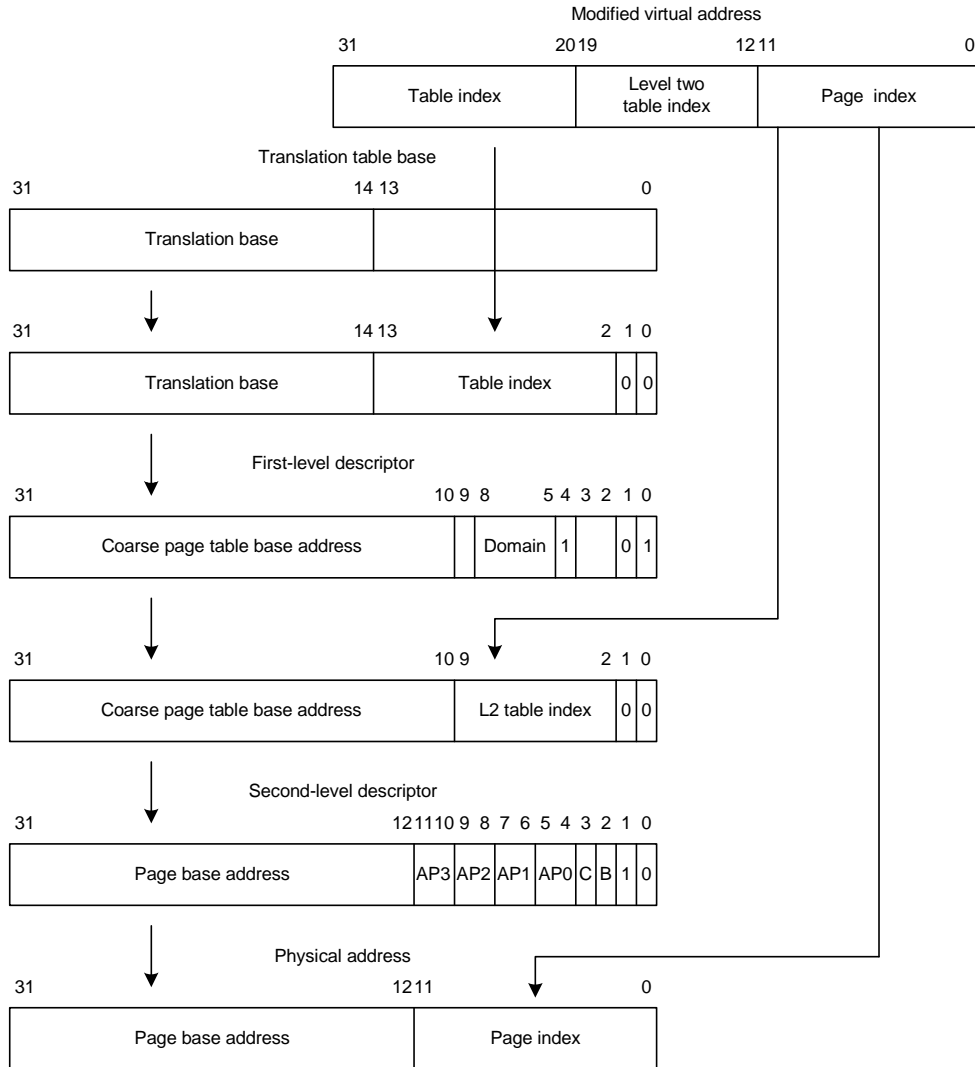 Modified virtual address
31 20 19 12 11 0
Table index Level two table index Page index
Translation table base
31 14 13 0
Translation base
31 14 13 2 1 0
Translation base Table index 0 0
First-level descriptor
31 10 9 8 5 4 3 2 1 0
Coarse page table base address Domain 1 0 1
31 10 9 2 1 0
Coarse page table base address L2 table index 0 0
Second-level descriptor
31 12 11 10 9 8 7 6 5 4 3 2 1 0
Page base address AP3 AP2 AP1 AP0 C B 1 0
Physical address
31 12 11 0
Page base address Page index